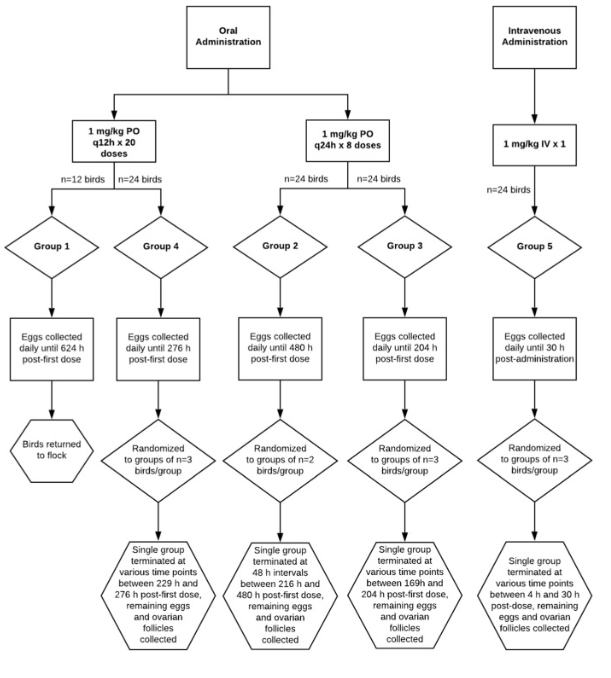 Oral
Administration
Intravenous
Administration
1 mg/kg PO
q12h x 20
doses
1 mg/kg PO
q24h x 8 doses
1 mg/kg IV x 1
n=12 birds
n=24 birds
n=24 birds
n=24 birds
n=24 birds
Group 1
Group 4
Group 2
Group 3
Group 5
Eggs collected
daily until 624 h
post-first dose
Eggs collected
daily until 276 h
post-first dose
Eggs collected
daily until 480 h
post-first dose
Eggs collected
daily until 204 h
post-first dose
Eggs collected
daily until 30 h
post-administration
Birds returned
to flock
Randomized
to groups of n=3
birds/group
Randomized
to groups of n=2
birds/group
Randomized
to groups of n=3
birds/group
Randomized
to groups of n=3
birds/group
Single group
terminated at
various time points
between 229 h and
276 h post-first dose,
remaining eggs
and ovarian
follicles
collected
Single group
terminated at
48 h intervals
between 216 h and
480 h post-first dose,
remaining eggs
and ovarian
follicles
collected
Single group
terminated at
various time points
between 169h and
204 h post-first dose,
remaining eggs
and ovarian
follicles
collected
Single group
terminated at
various time points
between 4 h and 30 h
post-dose, remaining
eggs and ovarian
follicles collected